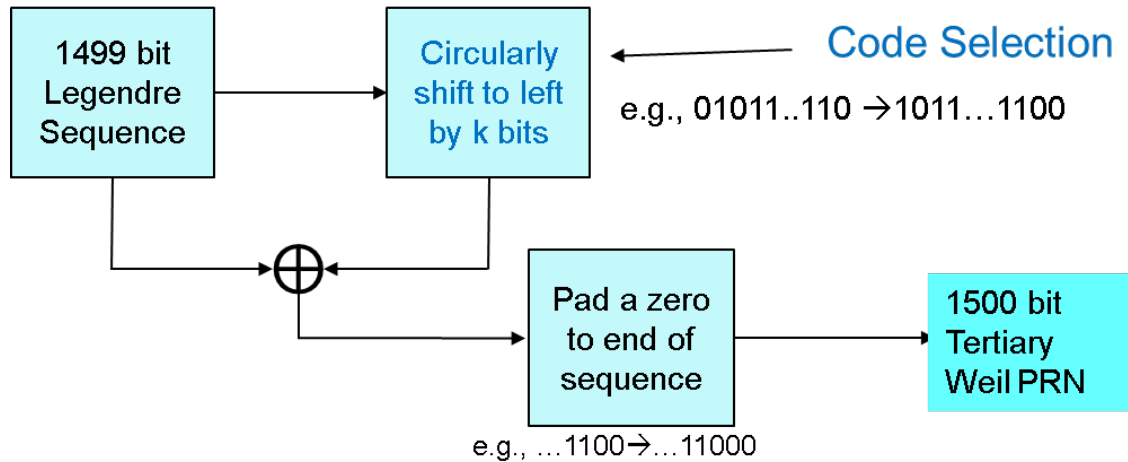 1499 bit
Legendre
Sequence
Circularly
shift to left
by k bits
Code Selection
e.g., 01011..110 →1011…1100
Pad a zero
to end of
sequence
e.g., …1100→…11000
1500 bit
Tertiary
Weil PRN